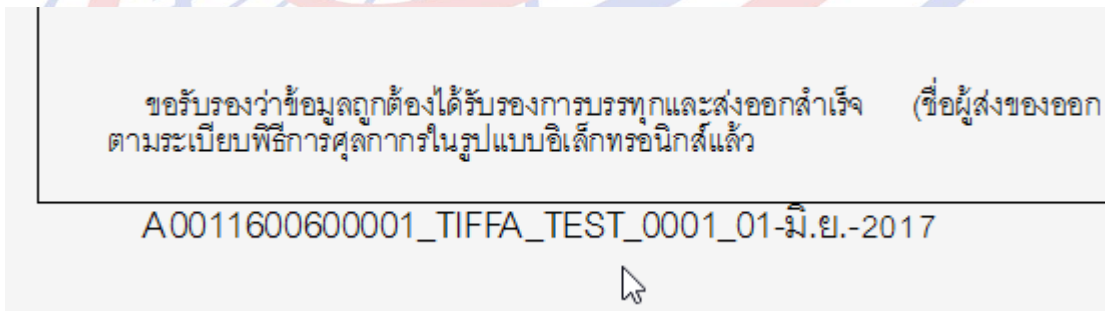 ขอรับรองว่าข้อมูลถูกต้องได้รับรองการบรรทุกและส่งออกสำเร็จ (ชื่อผู้ส่งของออก
ตามระเบียบพิธีการศุลกากรในรูปแบบอิเล็กทรอนิกส์แล้ว
A0011600600001_TIFFA_TEST_0001_01-มิ.ย.-2017